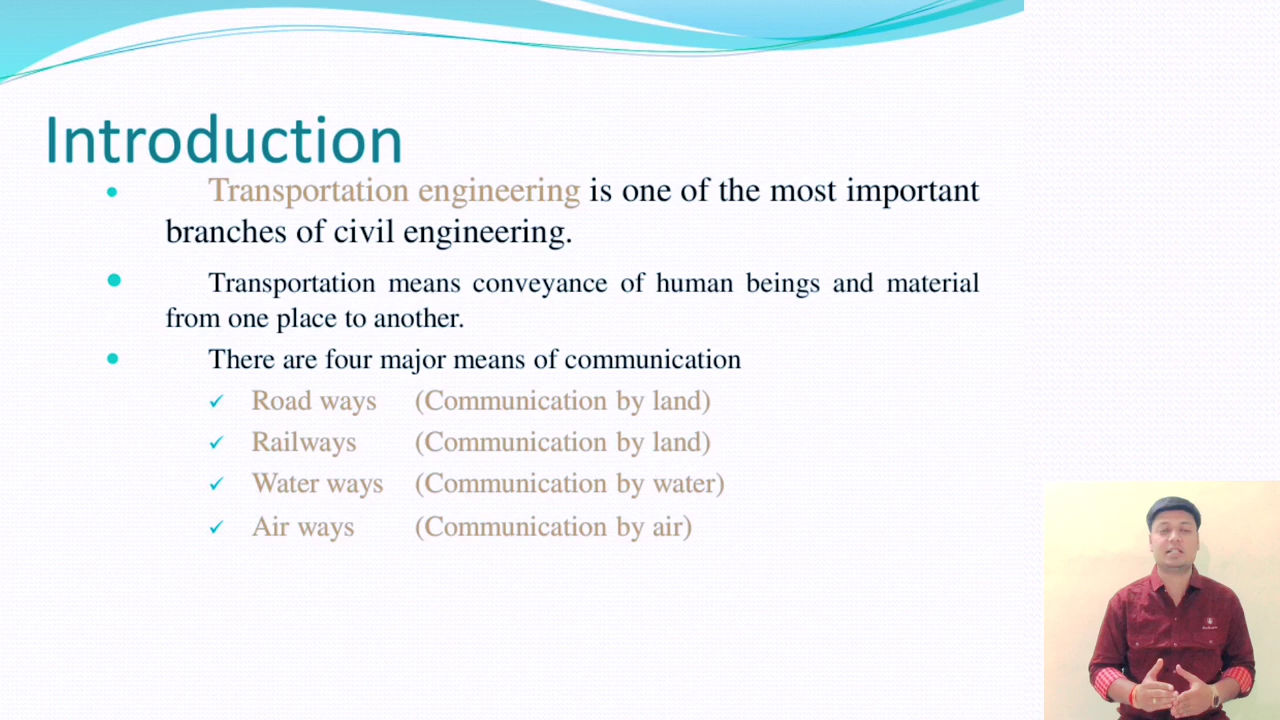 Introduction
• Transportation engineering is one of the most important
branches of civil engineering.
• Transportation means conveyance of human beings and material
from one place to another.
• There are four major means of communication
✓ Road ways (Communication by land)
✓ Railways (Communication by land)
✓ Water ways (Communication by water)
✓ Air ways (Communication by air)